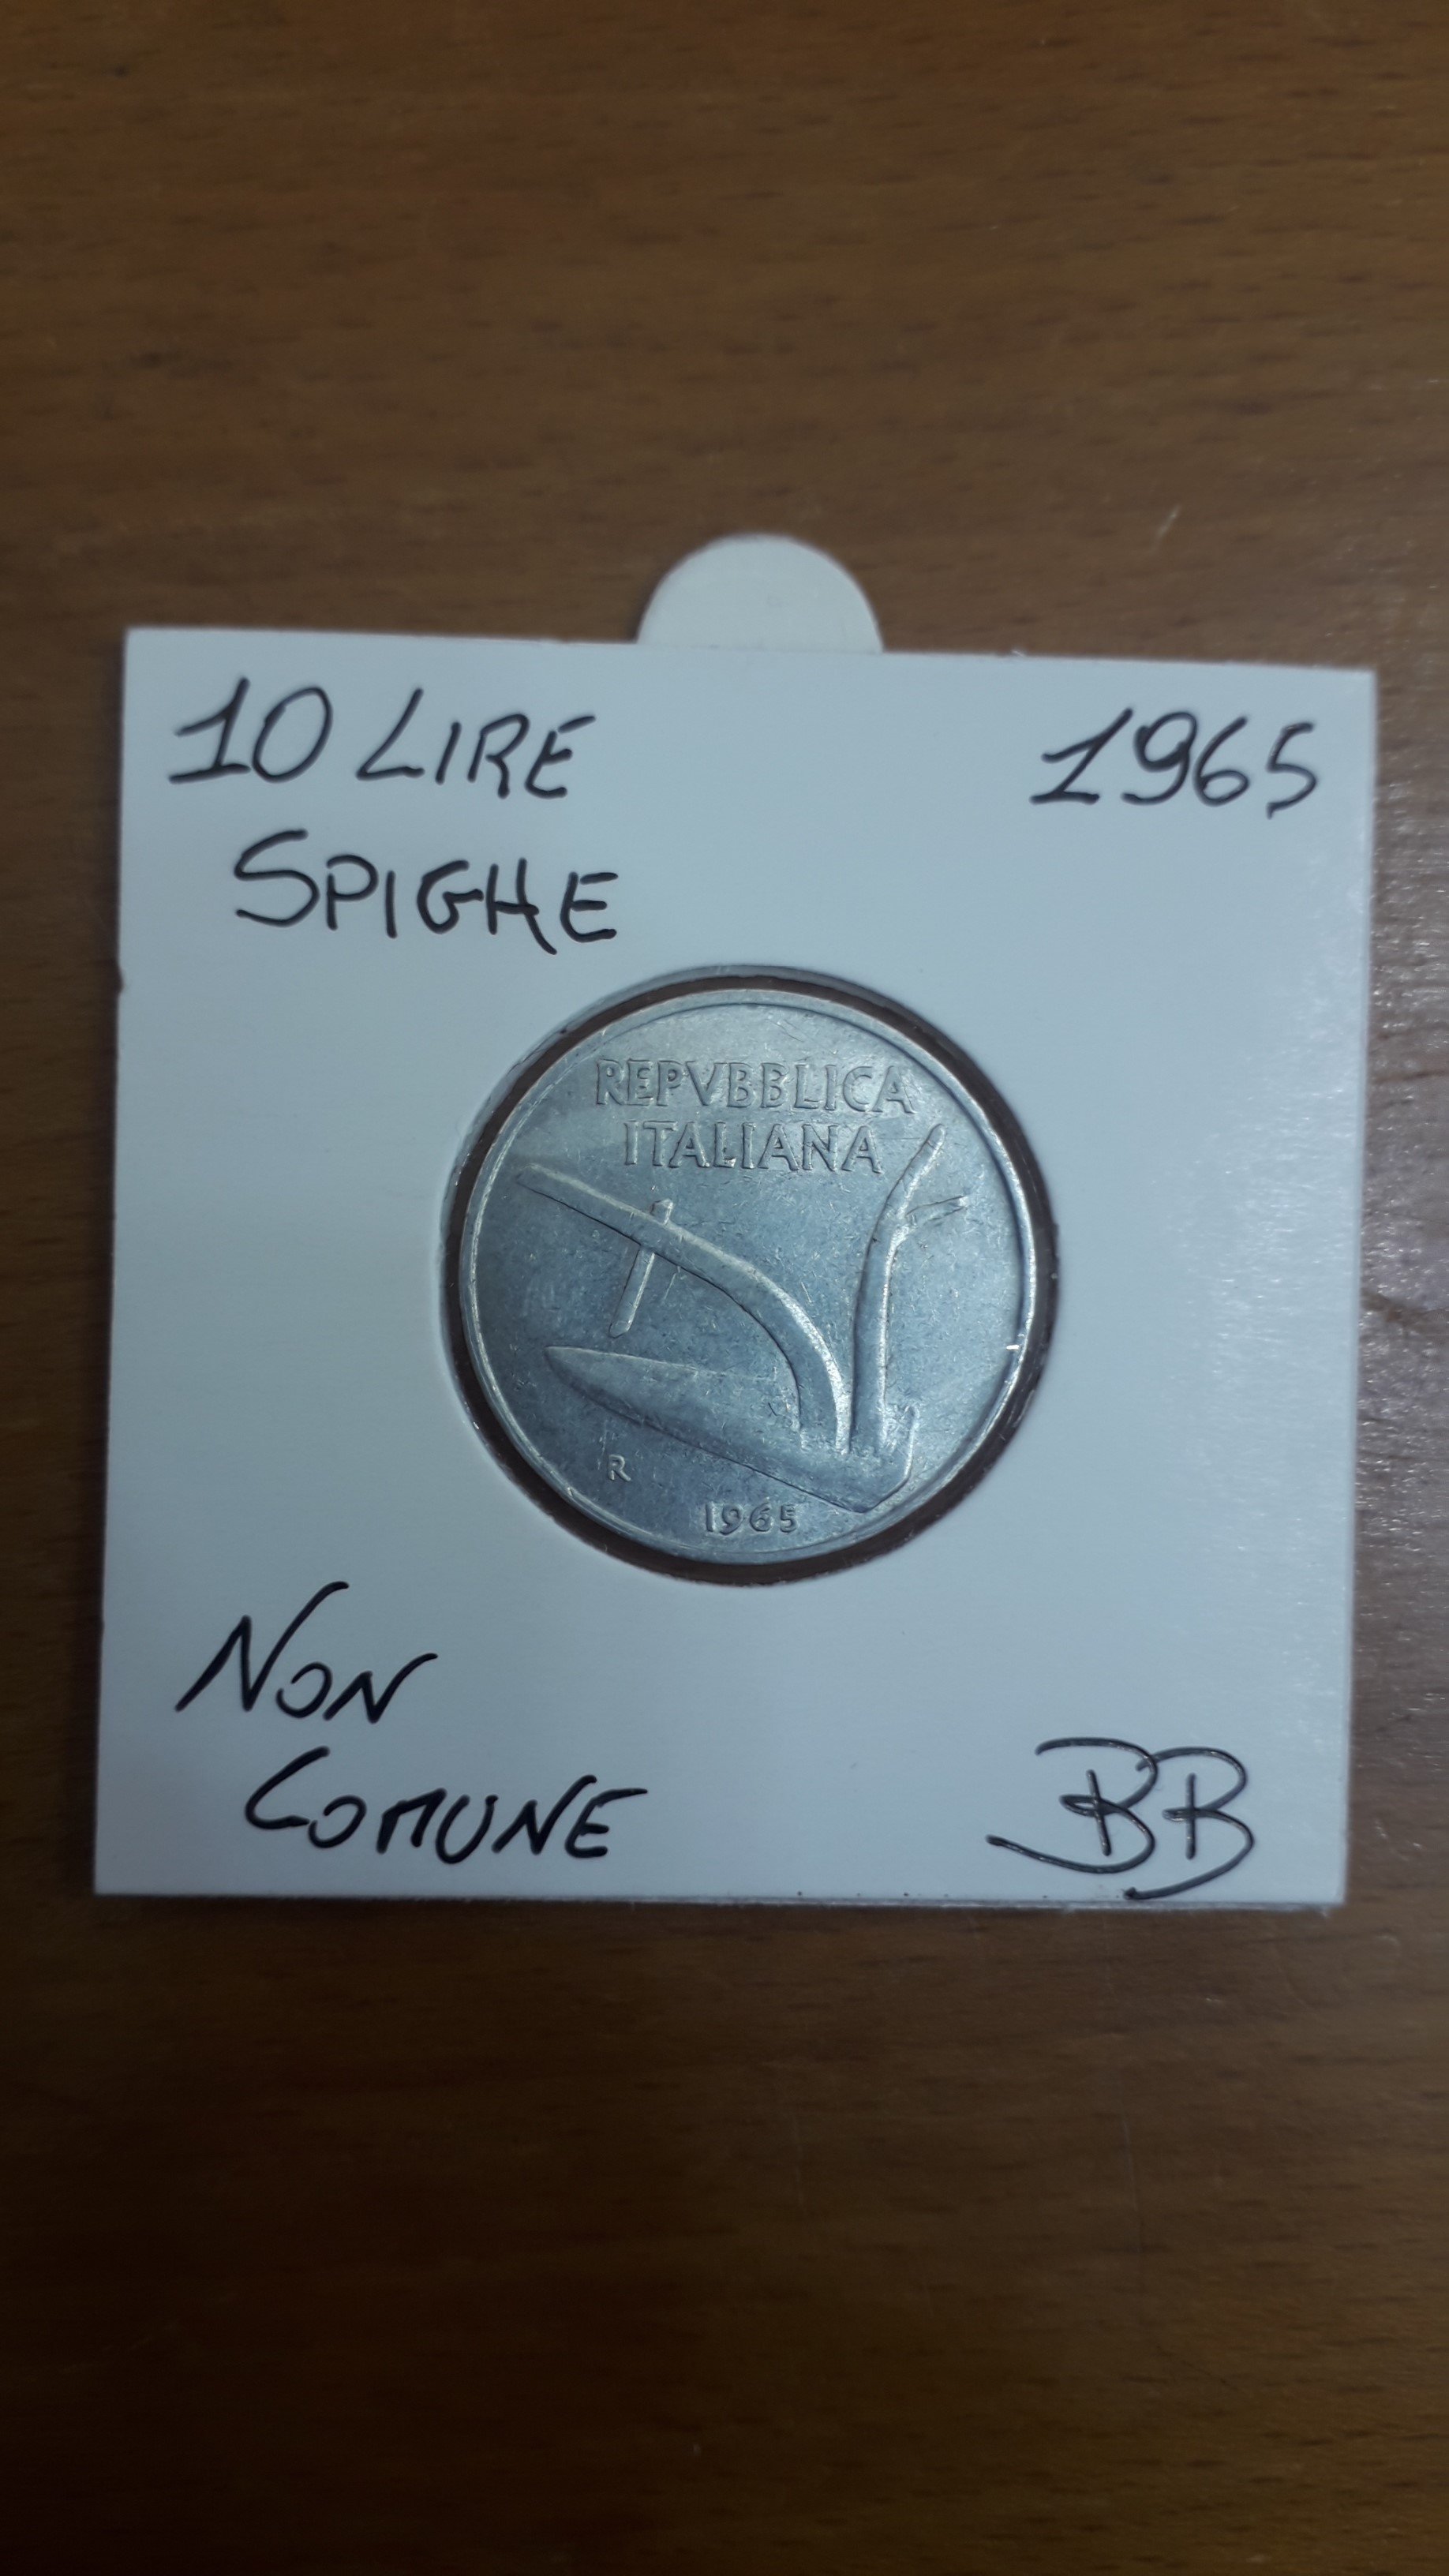 10 LIRE
1965
SPIGHE
REPVBBLICA
ITALIANA
R
1965
NON
COMUNE
BB